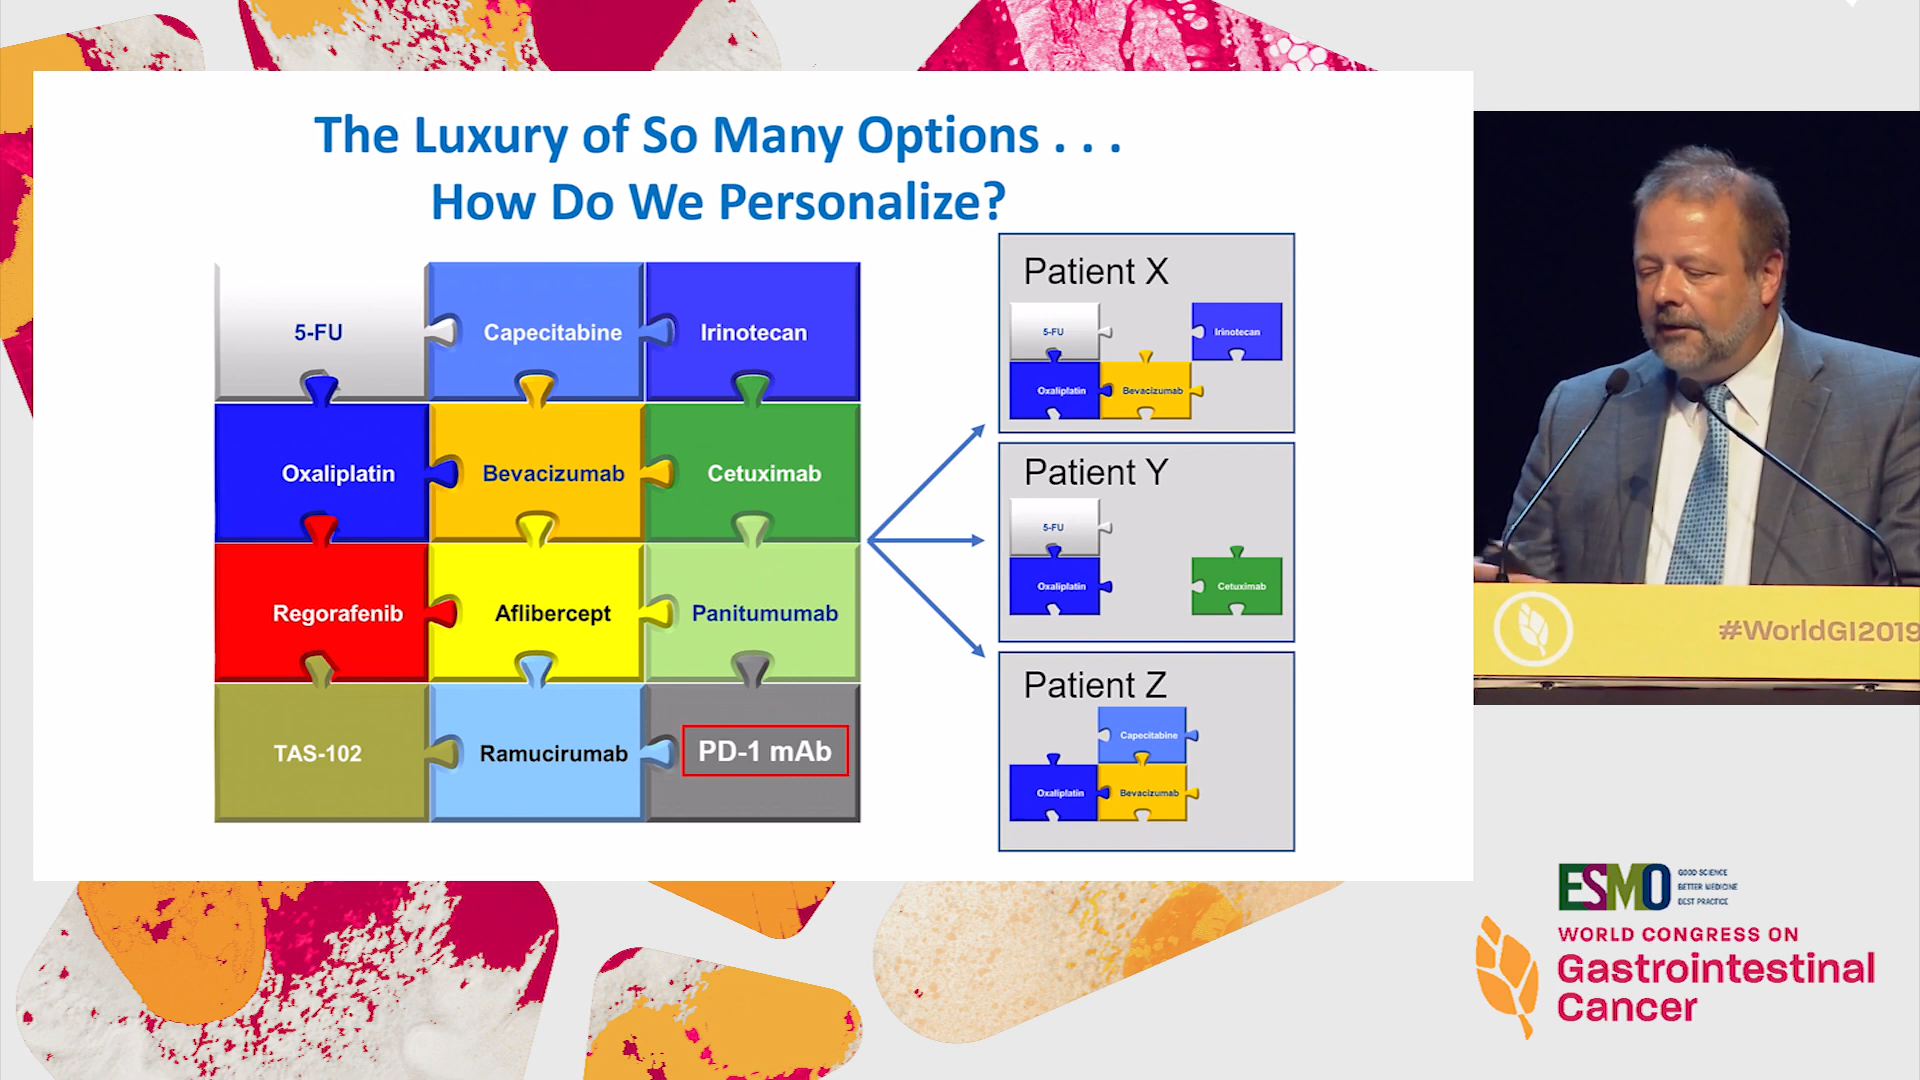 The Luxury of So Many Options . . .
How Do We Personalize?
5-FU
Capecitabine
Irinotecan
Oxaliplatin
Bevacizumab
Cetuximab
Regorafenib
Aflibercept
Panitumumab
TAS-102
Ramucirumab
PD-1 mAb
Patient X
5-FU
Irinotecan
Oxaliplatin
Bevacizumab
Patient Y
5-FU
Oxaliplatin
Cetuximab
Patient Z
Capecitabine
Oxaliplatin
Bevacizumab
#WorldGI2019
ESMO
GOOD SCIENCE
BETTER MEDICINE
BEST PRACTICE
WORLD CONGRESS ON
Gastrointestinal
Cancer